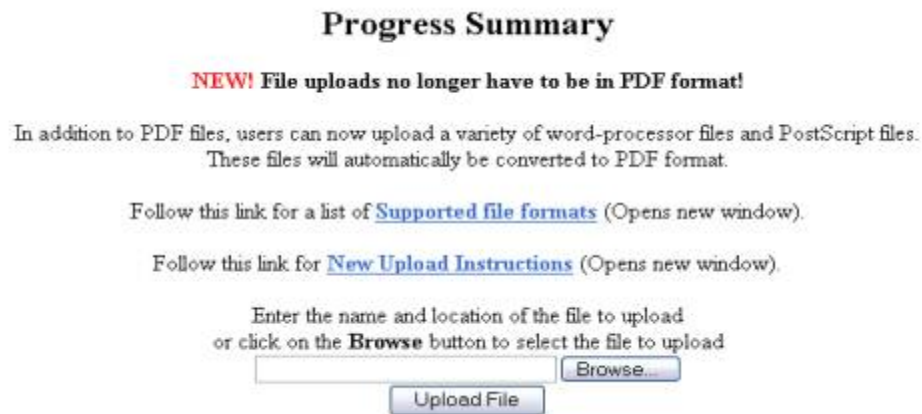 Progress Summary
NEW! File uploads no longer have to be in PDF format!
In addition to PDF files, users can now upload a variety of word-processor files and PostScript files.
These files will automatically be converted to PDF format.
Follow this link for a list of Supported file formats (Opens new window).
Follow this link for New Upload Instructions (Opens new window).
Enter the name and location of the file to upload
or click on the Browse button to select the file to upload
Browse...
Upload File